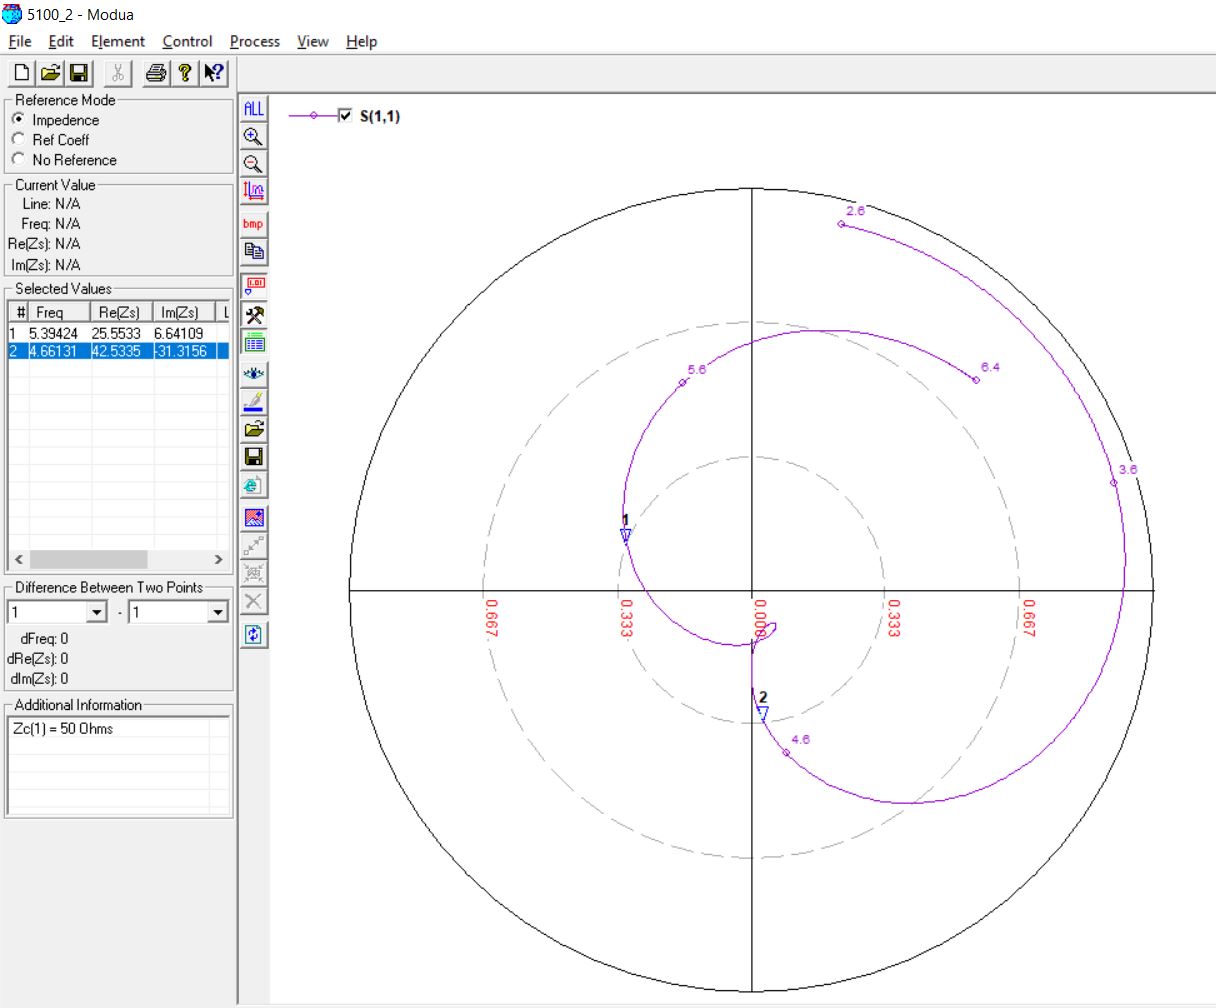 5100_2 - Modua
File Edit Element Control Process View Help
Reference Mode
Impedence
Ref Coeff
No Reference
Current Value
Line: N/A
Freq: N/A
Re(Zs): N/A
Im(Zs): N/A
Selected Values
# Freq Re(Zs) Im(Zs) L
1 5.39424 25.5533 6.64109
2 4.66131 42.5335 -31.3156
Difference Between Two Points
1 - 1
dFreq: 0
dRe(Zs): 0
dIm(Zs): 0
Additional Information
Zc(1) = 50 Ohms
ALL
bmp
1.01
S(1,1)
2.6
6.4
5.6
3.6
1
0.667
0.333
0.000
0.333
0.667
2
4.6